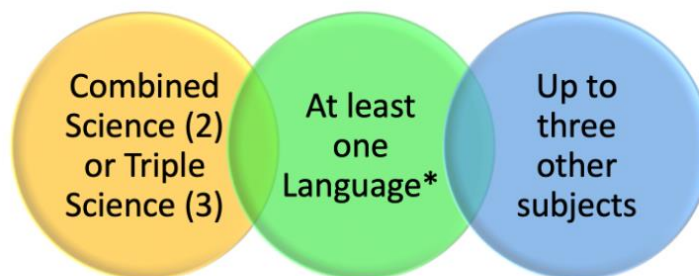 Combined
Science (2)
or Triple
Science (3)
At least
one
Language*
Up to
three
other
subjects